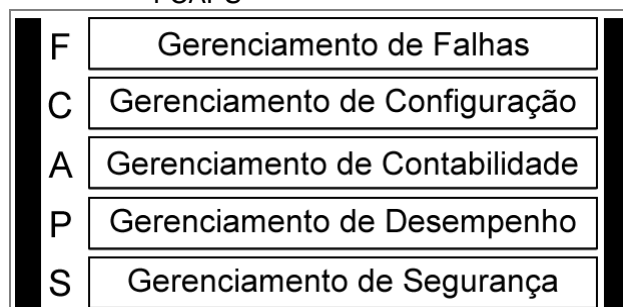 F Gerenciamento de Falhas
C Gerenciamento de Configuração
A Gerenciamento de Contabilidade
P Gerenciamento de Desempenho
S Gerenciamento de Segurança